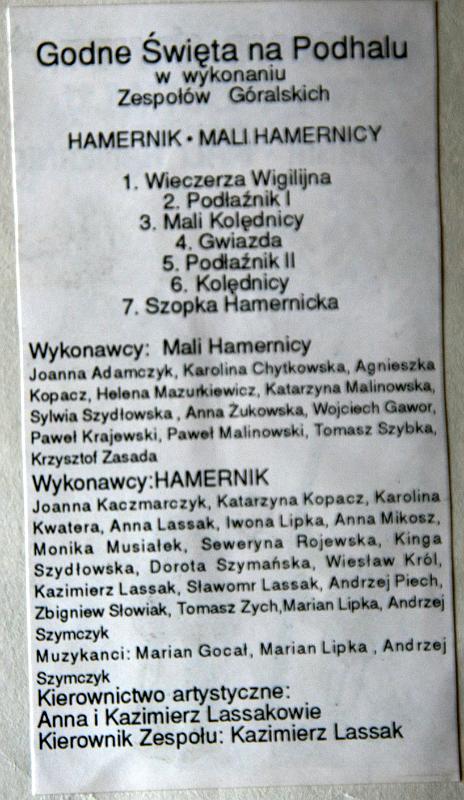 Godne Święta na Podhalu
w wykonaniu
Zespołów Góralskich
HAMERNIK • MALI HAMERNICY
1. Wieczerza Wigilijna
2. Podłaźnik I
3. Mali Kolędnicy
4. Gwiazda
5. Podłaźnik II
6. Kolędnicy
7. Szopka Hamernicka
Wykonawcy: Mali Hamernicy
Joanna Adamczyk, Karolina Chytkowska, Agnieszka
Kopacz, Helena Mazurkiewicz, Katarzyna Malinowska,
Sylwia Szydłowska , Anna Żukowska, Wojciech Gawor,
Paweł Krajewski, Paweł Malinowski, Tomasz Szybka,
Krzysztof Zasada
Wykonawcy:HAMERNIK
Joanna Kaczmarczyk, Katarzyna Kopacz, Karolina
Kwatera, Anna Lassak, Iwona Lipka, Anna Mikosz,
Monika Musiałek, Seweryna Rojewska, Kinga
Szydłowska, Dorota Szymańska, Wiesław Król,
Kazimierz Lassak, Sławomr Lassak, Andrzej Piech,
Zbigniew Słowiak, Tomasz Zych,Marian Lipka, Andrzej
Szymczyk
Muzykanci: Marian Gocał, Marian Lipka , Andrzej
Szymczyk
Kierownictwo artystyczne:
Anna i Kazimierz Lassakowie
Kierownik Zespołu: Kazimierz Lassak